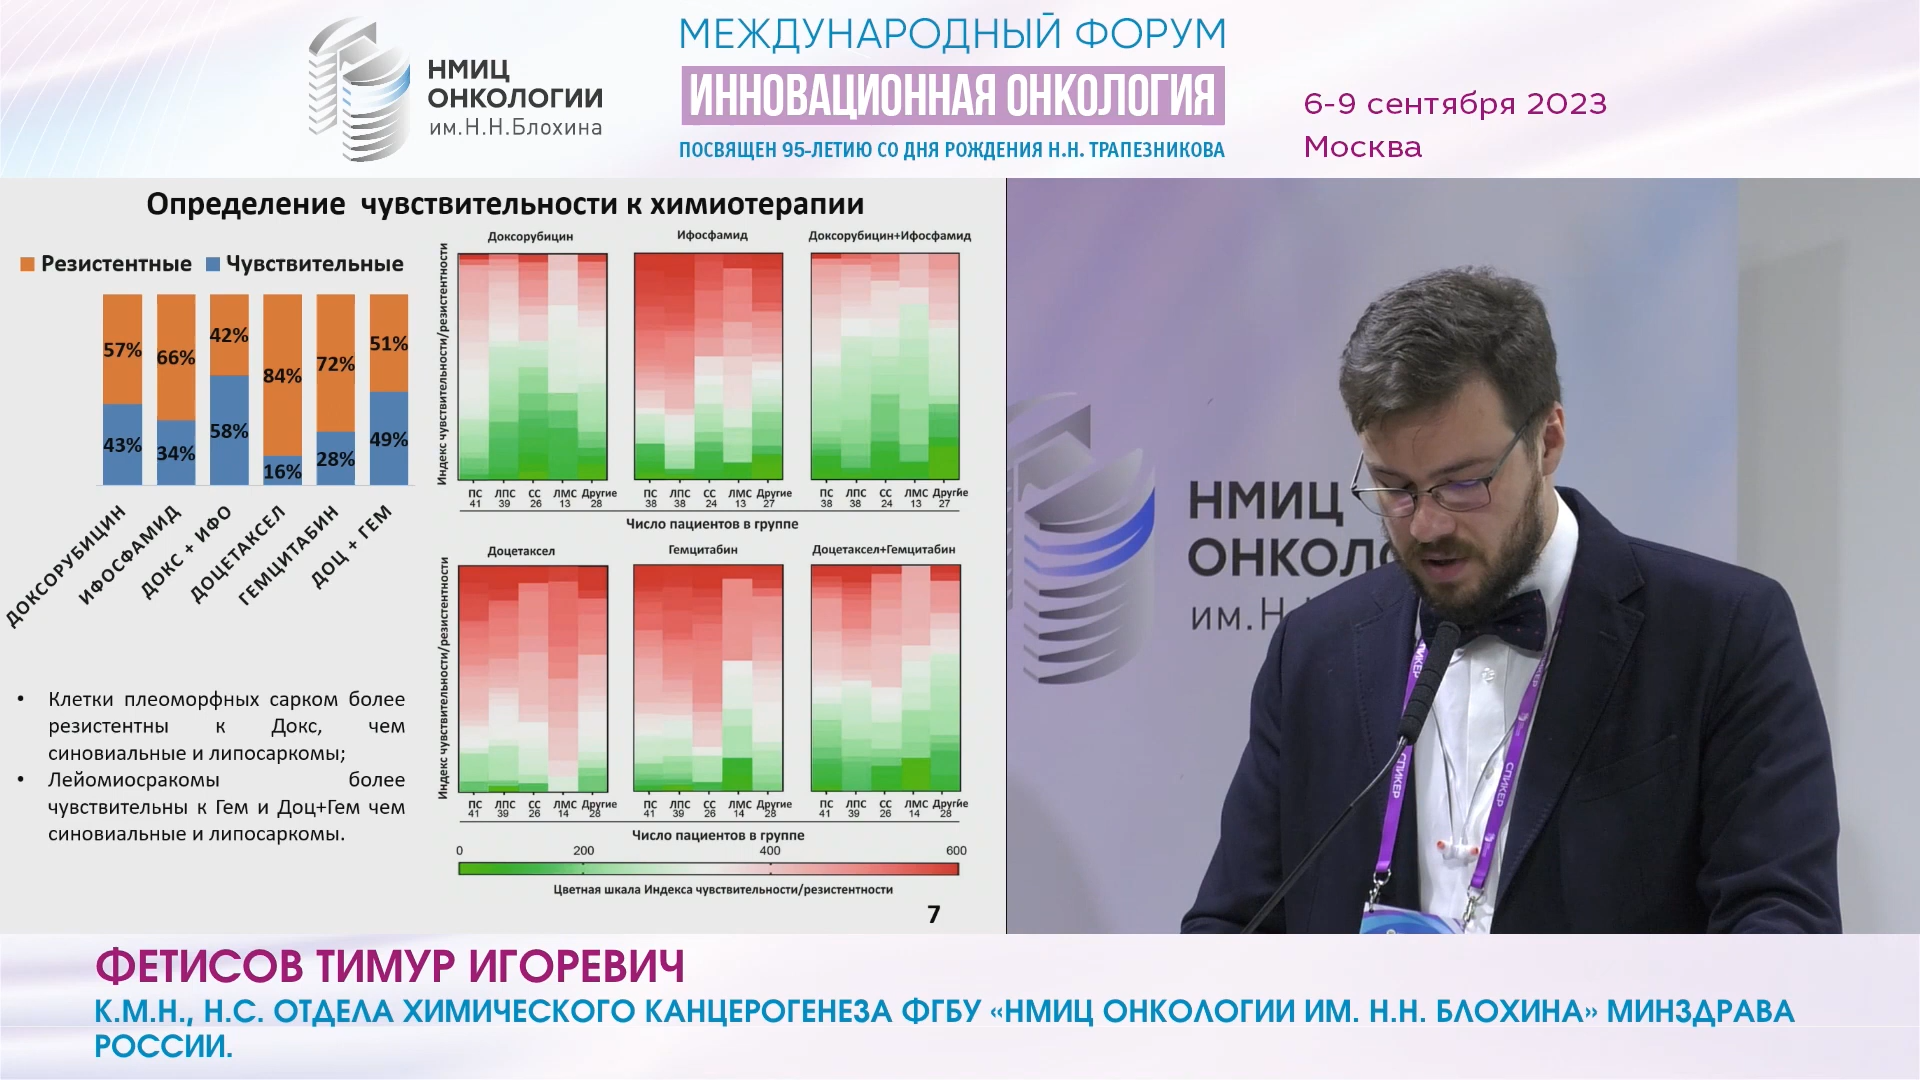 НМИЦ
ОНКОЛОГИИ
им.Н.Н.Блохина
МЕЖДУНАРОДНЫЙ ФОРУМ
ИННОВАЦИОННАЯ ОНКОЛОГИЯ
ПОСВЯЩЕН 95-ЛЕТИЮ СО ДНЯ РОЖДЕНИЯ Н.Н. ТРАПЕЗНИКОВА
6-9 сентября 2023
Москва
Определение чувствительности к химиотерапии
Резистентные Чувствительные
57% 66% 42% 84% 72% 51%
43% 34% 58% 16% 28% 49%
ДОКСОРУБИЦИН
ИФОСФАМИД
ДОКС + ИФО
ДОЦЕТАКСЕЛ
ГЕМЦИТАБИН
ДОЦ + ГЕМ
• Клетки плеоморфных сарком более
резистентны к Докс, чем
синовиальные и липосаркомы;
• Лейомиосракомы более
чувствительны к Гем и Доц+Гем чем
синовиальные и липосаркомы.
Доксорубицин Ифосфамид Доксорубицин+Ифосфамид
Индекс чувствительности/резистентности
ПС ЛПС СС ЛМС Другие
41 39 26 13 28
ПС ЛПС СС ЛМС Другие
38 38 24 13 27
ПС ЛПС СС ЛМС Другие
38 38 24 13 27
Число пациентов в группе
Доцетаксел Гемцитабин Доцетаксел+Гемцитабин
Индекс чувствительности/резистентности
ПС ЛПС СС ЛМС Другие
41 39 26 14 28
ПС ЛПС СС ЛМС Другие
41 39 26 14 28
ПС ЛПС СС ЛМС Другие
41 39 26 14 28
Число пациентов в группе
0 200 400 600
Цветная шкала Индекса чувствительности/резистентности
7
НМИЦ
ОНКОЛ
им.Н
СПИКЕР
СПИКЕР
СПИКЕР
ФЕТИСОВ ТИМУР ИГОРЕВИЧ
К.М.Н., Н.С. ОТДЕЛА ХИМИЧЕСКОГО КАНЦЕРОГЕНЕЗА ФГБУ «НМИЦ ОНКОЛОГИИ ИМ. Н.Н. БЛОХИНА» МИНЗДРАВА
РОССИИ.